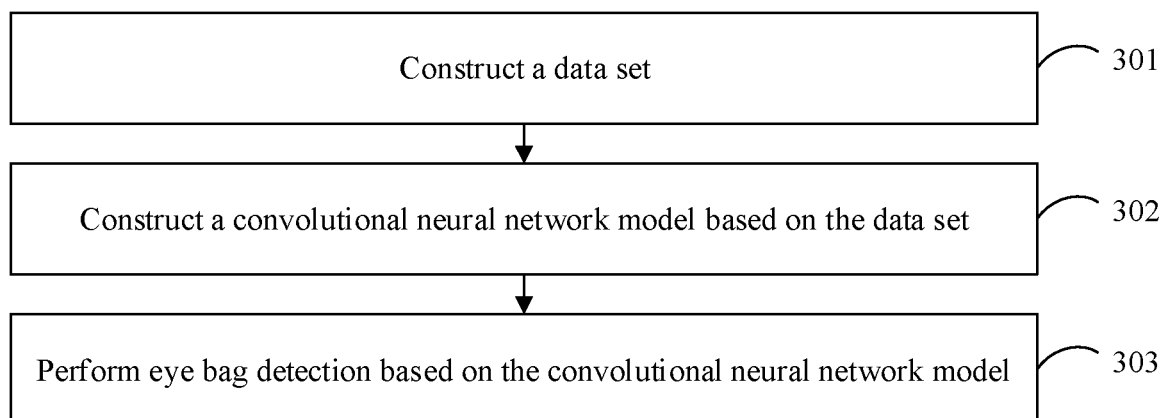 Construct a data set
301
Construct a convolutional neural network model based on the data set
302
Perform eye bag detection based on the convolutional neural network model
303